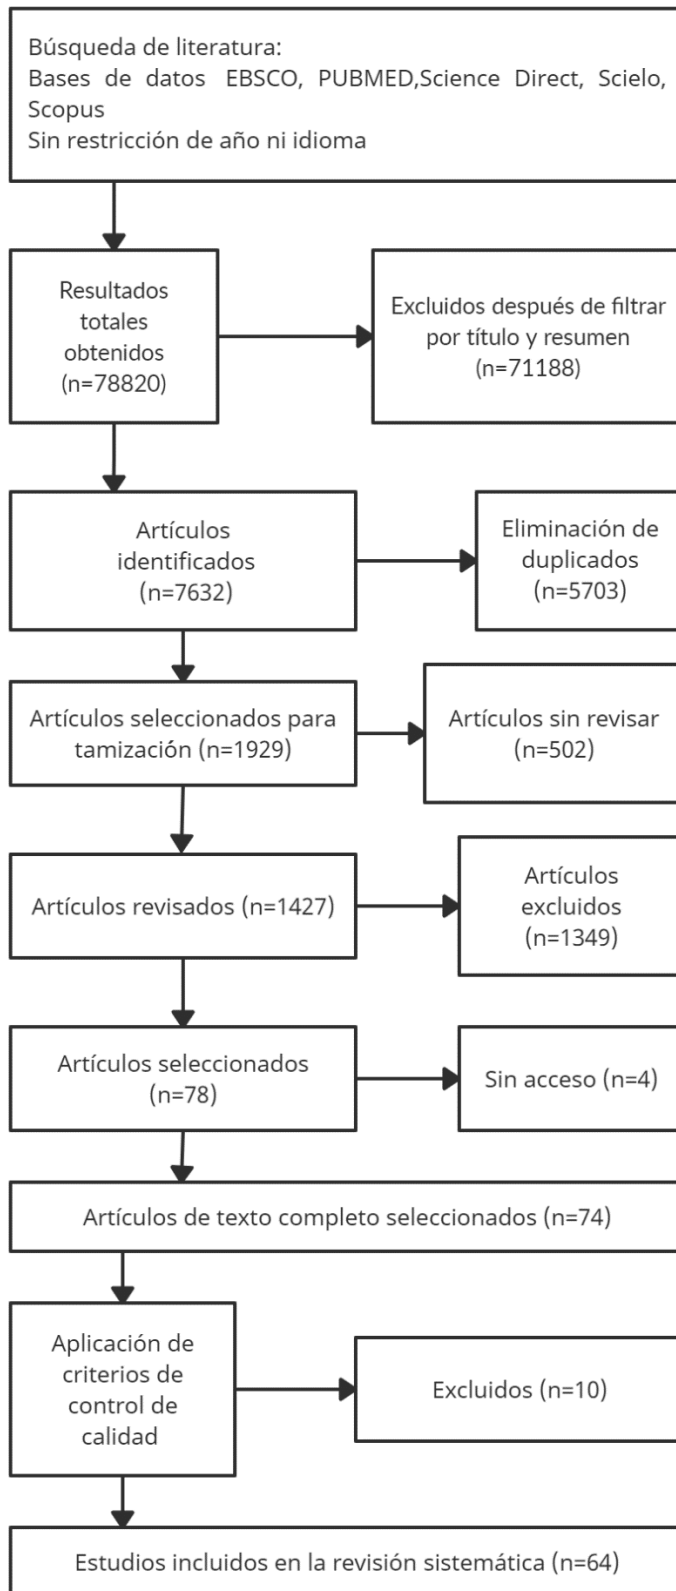 Búsqueda de literatura:
Bases de datos EBSCO, PUBMED,Science Direct, Scielo,
Scopus
Sin restricción de año ni idioma
Resultados
totales
obtenidos
(n=78820)
Excluidos después de filtrar
por título y resumen
(n=71188)
Artículos
identificados
(n=7632)
Eliminación de
duplicados
(n=5703)
Artículos seleccionados para
tamización (n=1929)
Artículos sin revisar
(n=502)
Artículos revisados (n=1427)
Artículos
excluidos
(n=1349)
Artículos seleccionados
(n=78)
Sin acceso (n=4)
Artículos de texto completo seleccionados (n=74)
Aplicación de
criterios de
control de
calidad
Excluidos (n=10)
Estudios incluidos en la revisión sistemática (n=64)